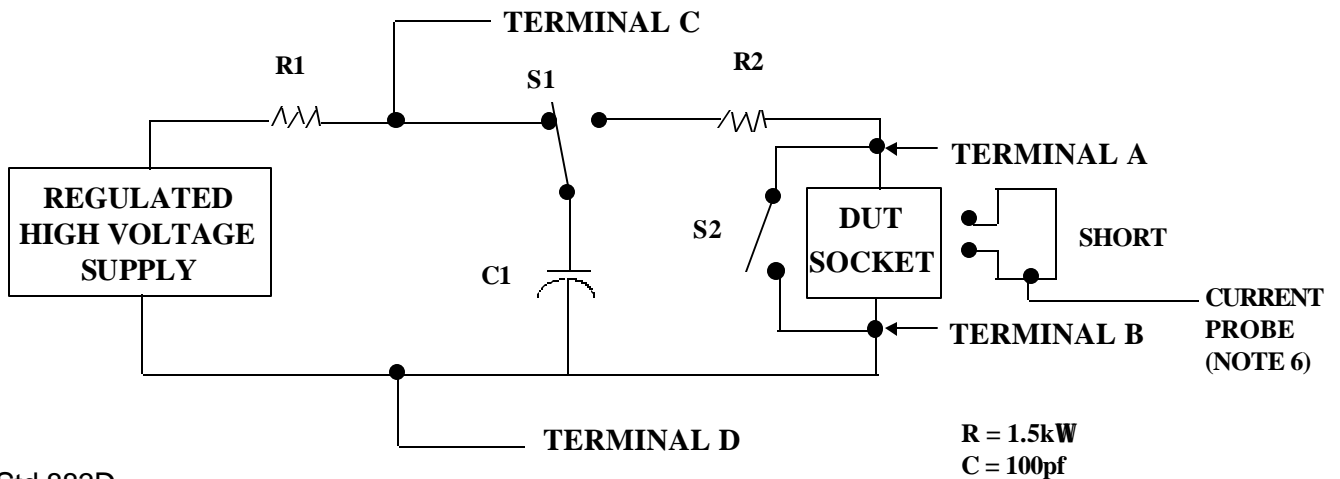 TERMINAL C
R1
S1
R2
TERMINAL A
REGULATED
HIGH VOLTAGE
SUPPLY
C1
S2
DUT
SOCKET
SHORT
CURRENT
PROBE
(NOTE 6)
TERMINAL B
TERMINAL D
R = 1.5kW
C = 100pf